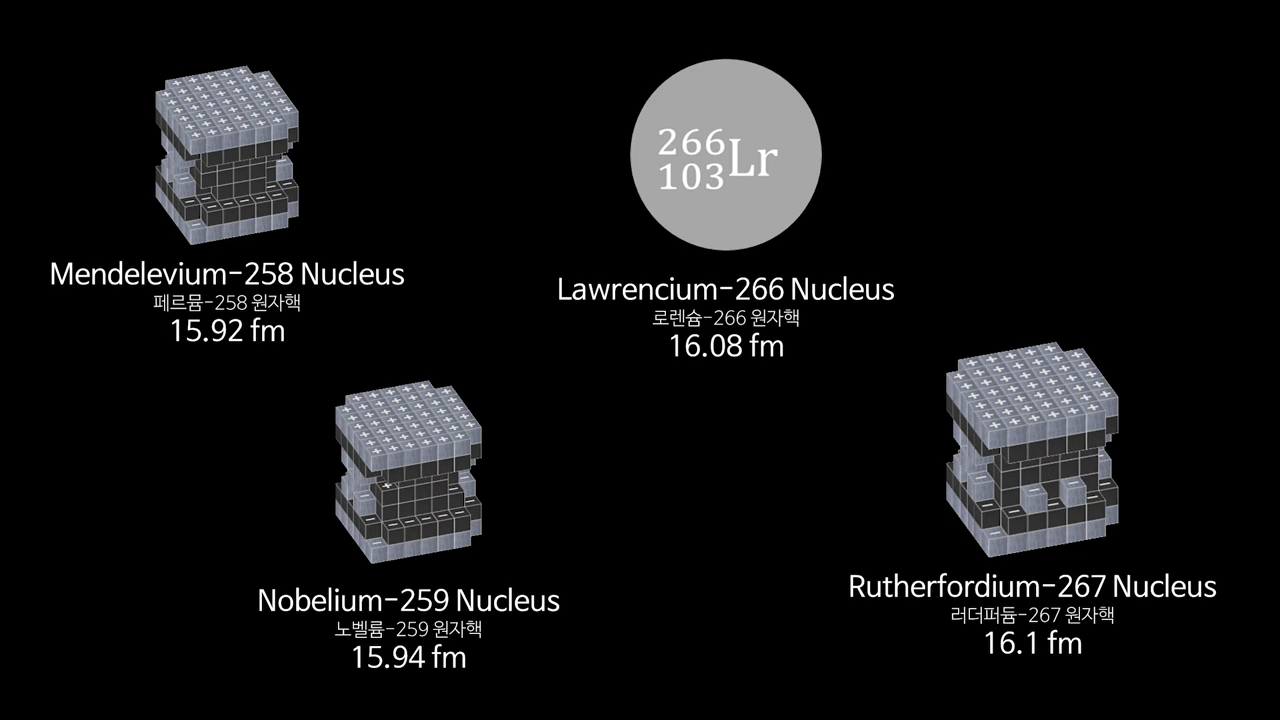 Mendelevium-258 Nucleus
페르뮴-258 원자핵
15.92 fm
266
103
Lr
Lawrencium-266 Nucleus
로렌슘-266 원자핵
16.08 fm
Nobelium-259 Nucleus
노벨륨-259 원자핵
15.94 fm
Rutherfordium-267 Nucleus
러더퍼듐-267 원자핵
16.1 fm